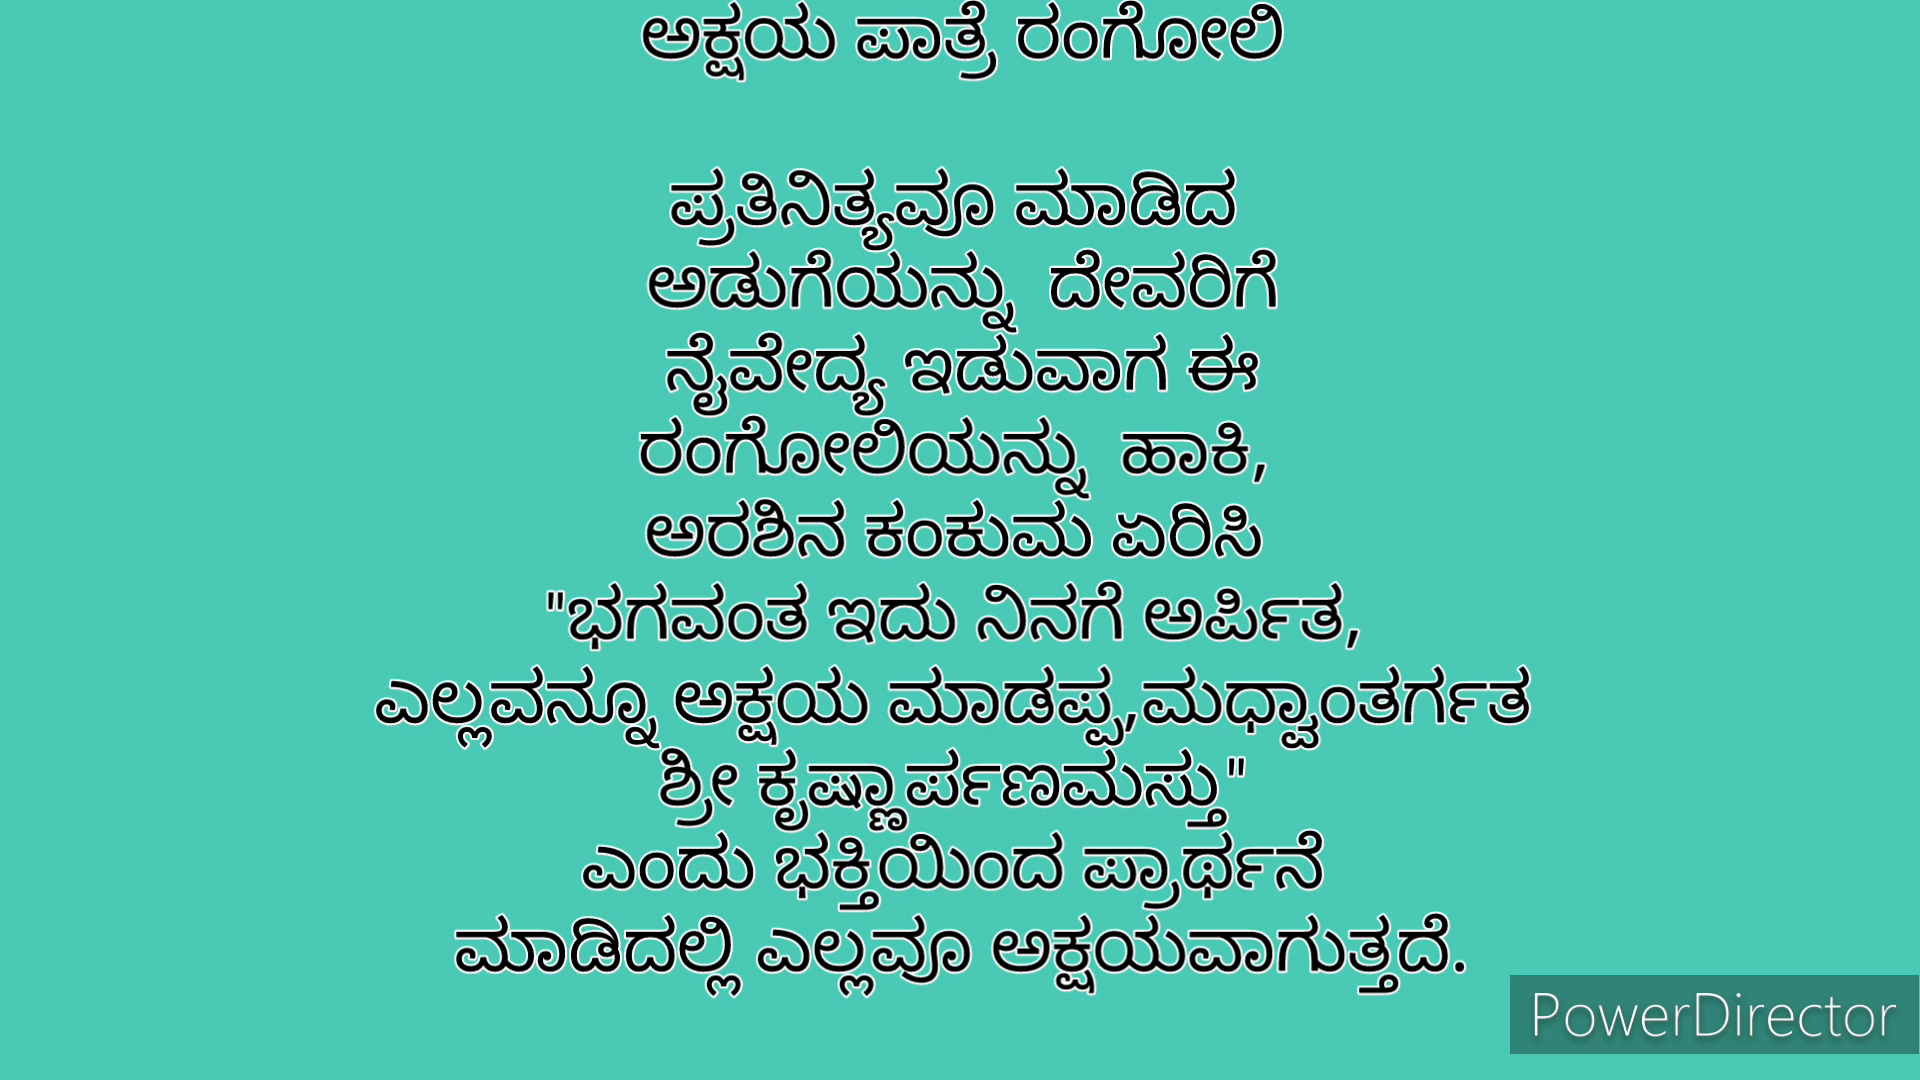 ಅಕ್ಷಯ ಪಾತ್ರೆ ರಂಗೋಲಿ
ಪ್ರತಿನಿತ್ಯವೂ ಮಾಡಿದ
ಅಡುಗೆಯನ್ನು ದೇವರಿಗೆ
ನೈವೇದ್ಯ ಇಡುವಾಗ ಈ
ರಂಗೋಲಿಯನ್ನು ಹಾಕಿ,
ಅರಶಿನ ಕಂಕುಮ ಏರಿಸಿ
"ಭಗವಂತ ಇದು ನಿನಗೆ ಅರ್ಪಿತ,
ಎಲ್ಲವನ್ನೂ ಅಕ್ಷಯ ಮಾಡಪ್ಪ,ಮಧ್ವಾಂತರ್ಗತ
ಶ್ರೀ ಕೃಷ್ಣಾರ್ಪಣಮಸ್ತು"
ಎಂದು ಭಕ್ತಿಯಿಂದ ಪ್ರಾರ್ಥನೆ
ಮಾಡಿದಲ್ಲಿ ಎಲ್ಲವೂ ಅಕ್ಷಯವಾಗುತ್ತದೆ.
PowerDirector